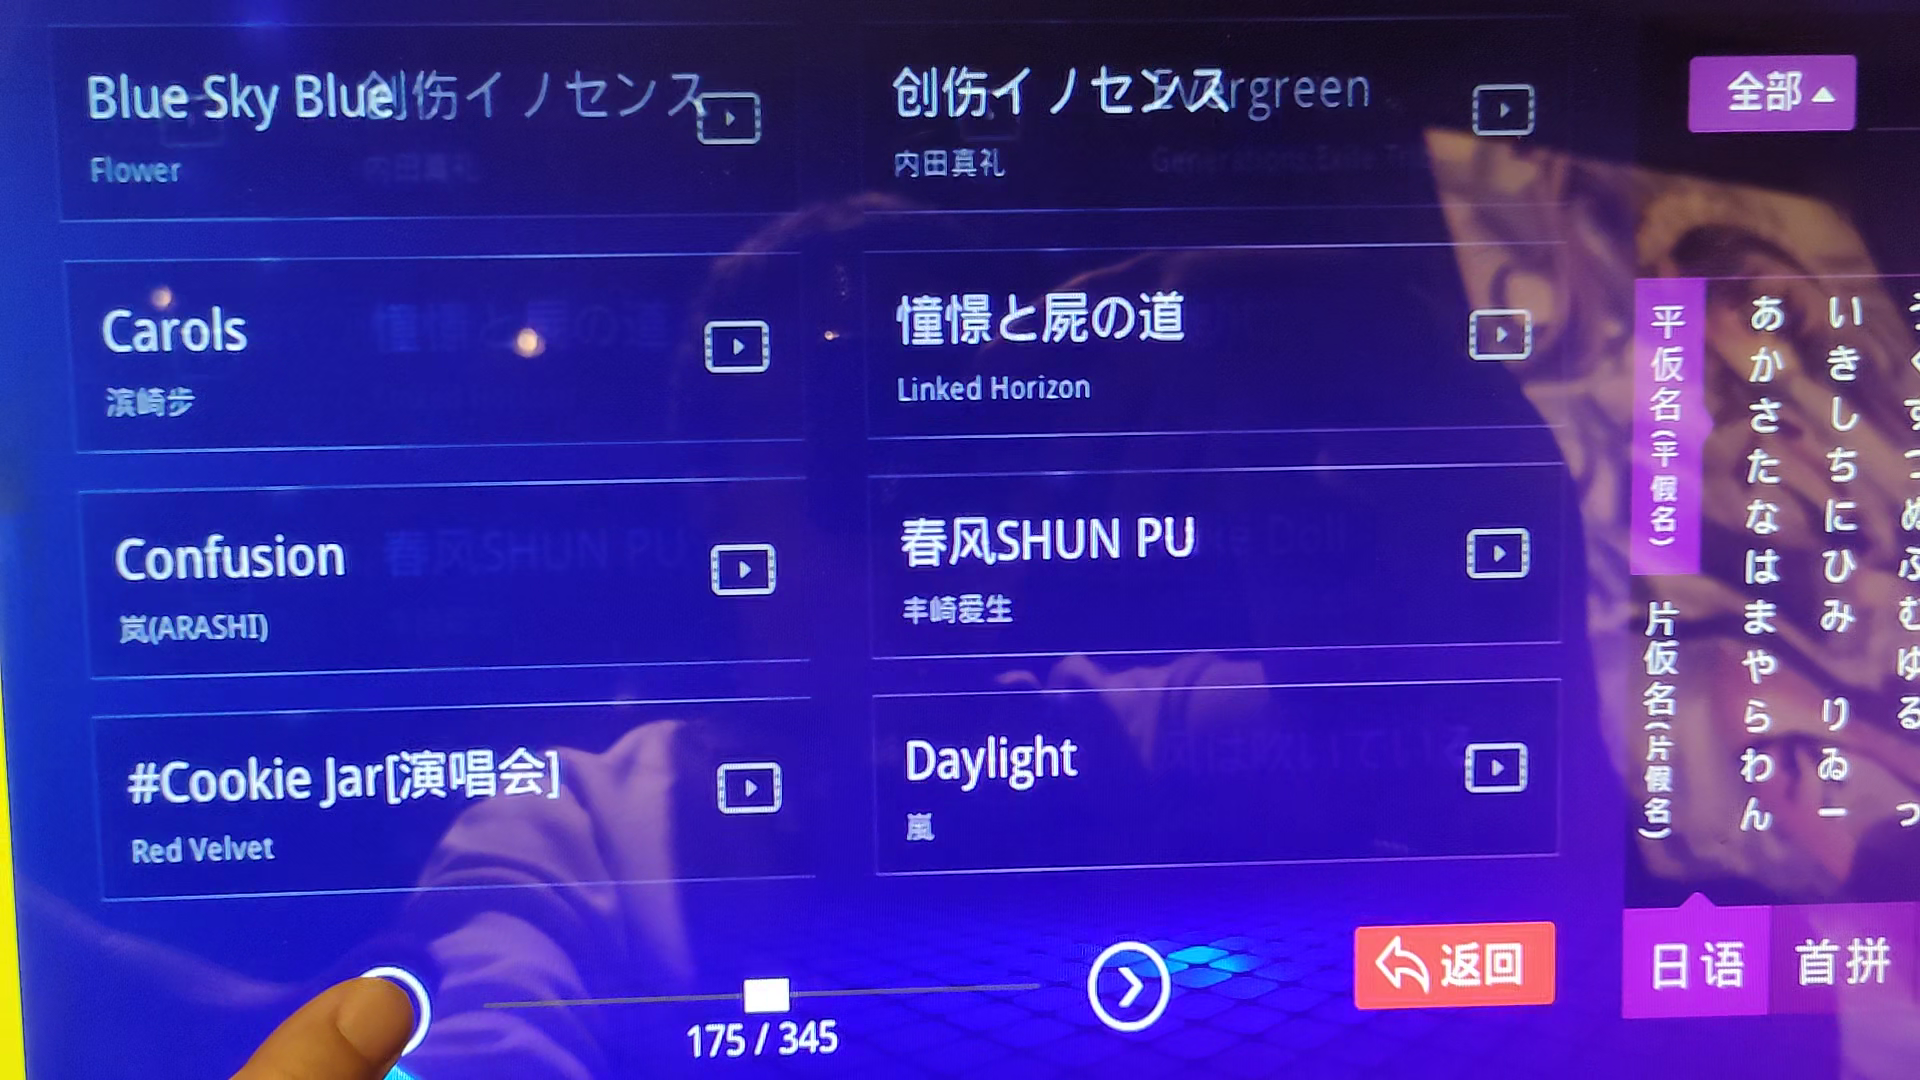 Blue Sky Blue
Flower
创伤イノセンス
内田真礼
Carols
滨崎步
憧憬と屍の道
Linked Horizon
Confusion
岚(ARASHI)
春风SHUN PU
丰崎爱生
#Cookie Jar[演唱会]
Red Velvet
Daylight
嵐
175 / 345
返回
全部
平仮名(平假名)
片仮名(片假名)
あかさたなはまやらわん
いきしちにひみ りゐー
日语
首拼